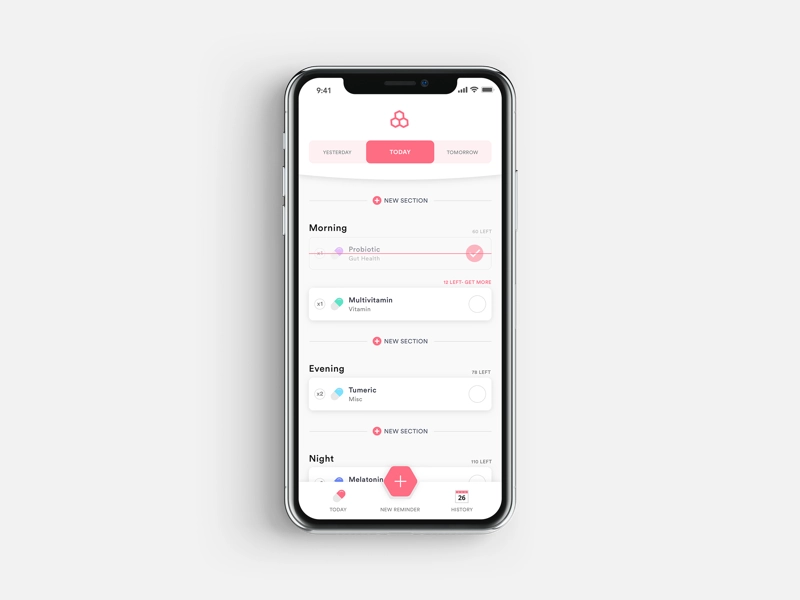 9:41
YESTERDAY TODAY TOMORROW
NEW SECTION
Morning
60 LEFT
x1 Probiotic
Gut Health
12 LEFT- GET MORE
x1 Multivitamin
Vitamin
NEW SECTION
Evening
78 LEFT
x2 Tumeric
Misc
NEW SECTION
Night
110 LEFT
Melatonin
26
TODAY NEW REMINDER HISTORY